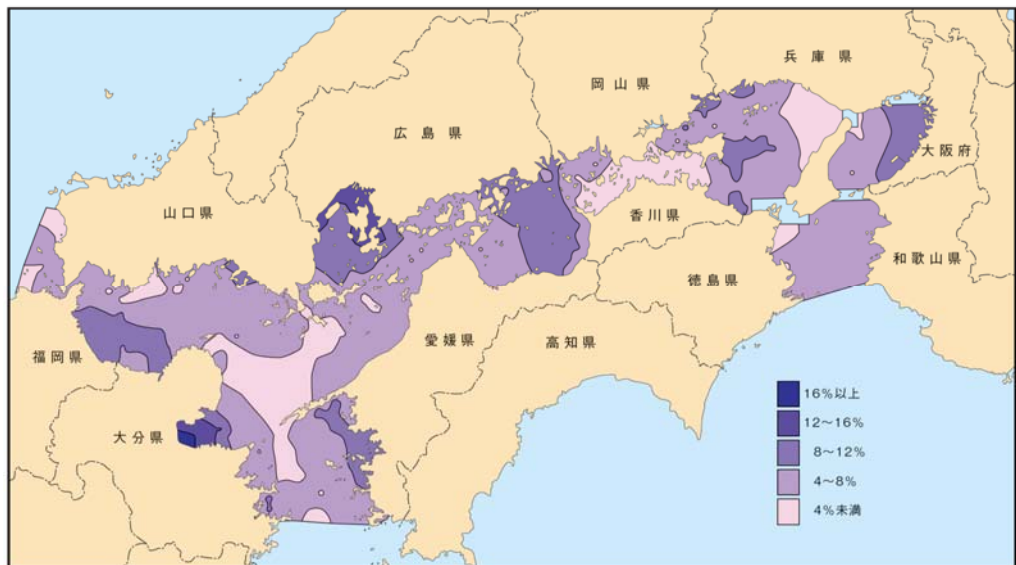 兵庫県
岡山県
広島県
大阪府
山口県
香川県
和歌山県
徳島県
愛媛県
高知県
福岡県
大分県
16%以上
12～16%
8～12%
4～8%
4%未満